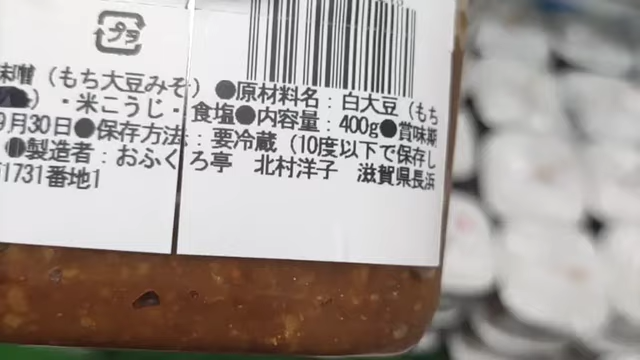 プラ
味噌（もち大豆みそ）●原材料名：白大豆（もち
）・米こうじ・食塩●内容量：400g●賞味期
9月30日●保存方法：要冷蔵（10度以下で保存し
●製造者：おふくろ亭 北村洋子 滋賀県長浜
1731番地1